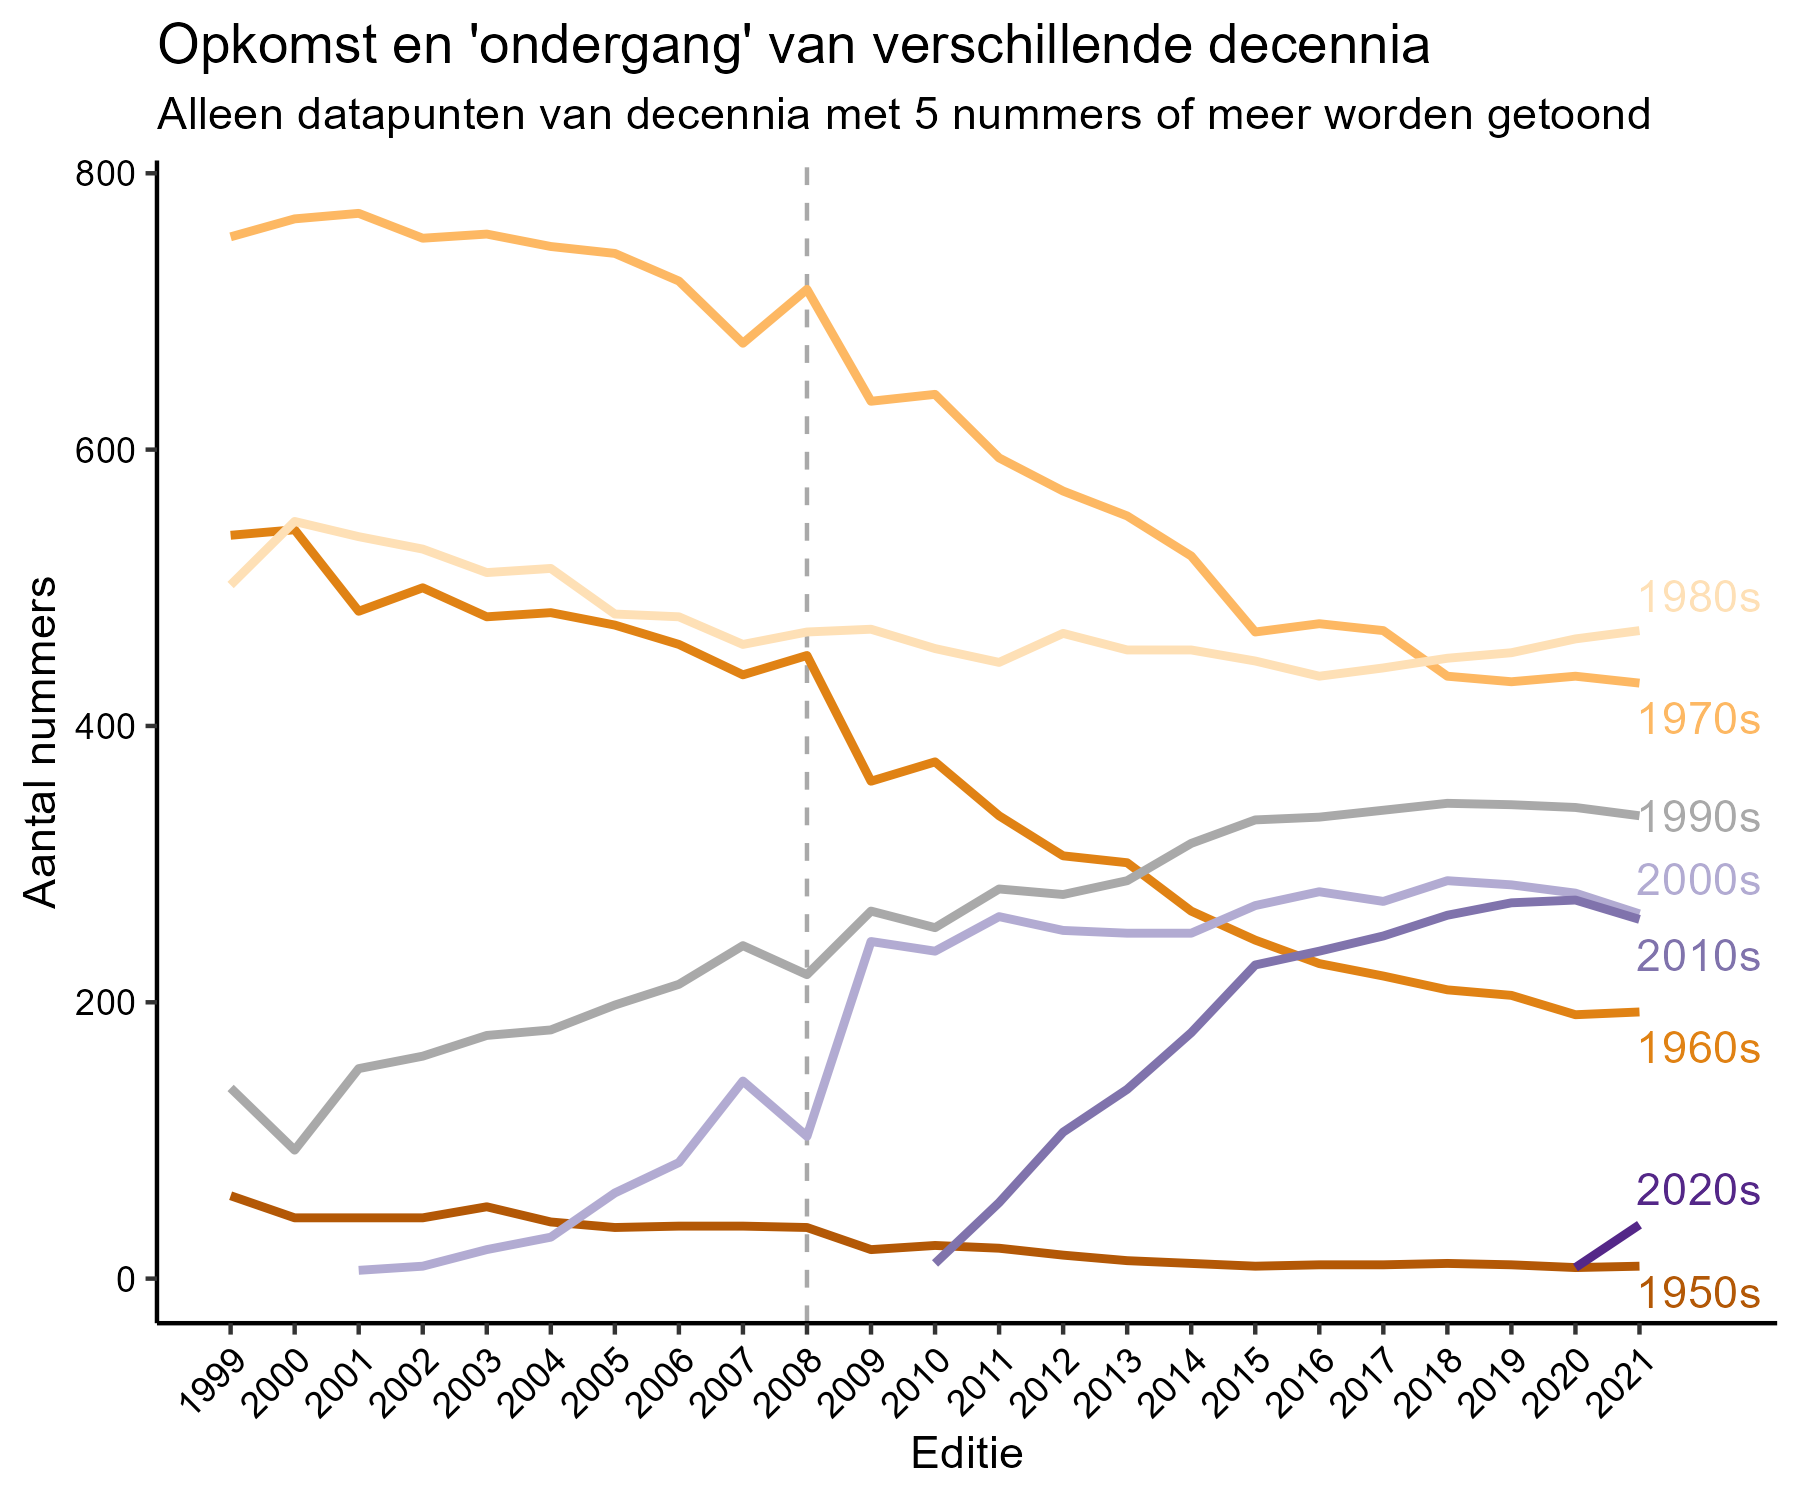 Opkomst en 'ondergang' van verschillende decennia
Alleen datapunten van decennia met 5 nummers of meer worden getoond
800
600
400
200
0
Aantal nummers
1980s
1970s
1990s
2000s
2010s
1960s
2020s
1950s
1999
2000
2001
2002
2003
2004
2005
2006
2007
2008
2009
2010
2011
2012
2013
2014
2015
2016
2017
2018
2019
2020
2021
Editie